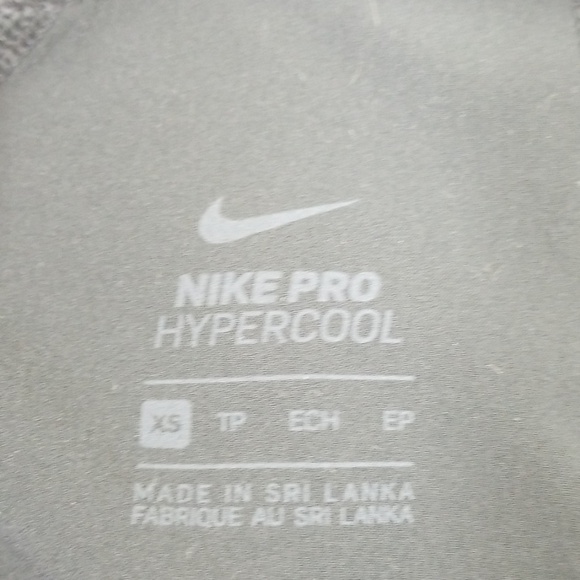 NIKE PRO
HYPERCOOL
XS TP ECH EP
MADE IN SRI LANKA
FABRIQUE AU SRI LANKA